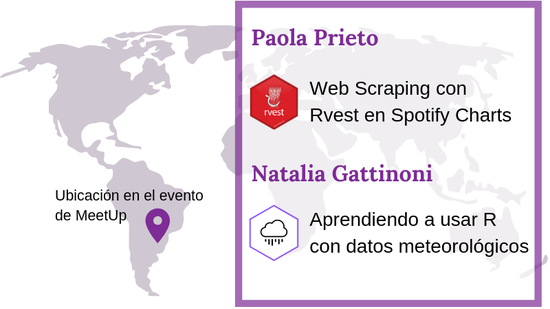 Paola Prieto
rvest
Web Scraping con
Rvest en Spotify Charts
Natalia Gattinoni
Aprendiendo a usar R
con datos meteorológicos
Ubicación en el evento
de MeetUp